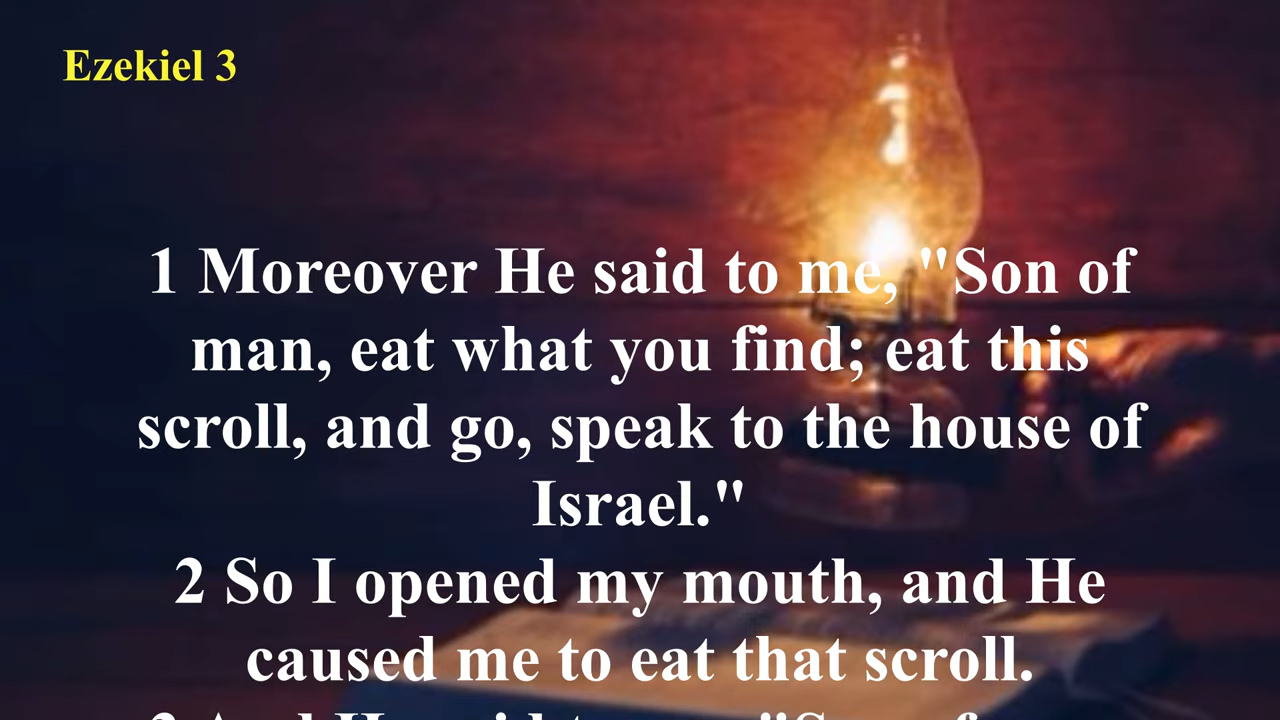 Ezekiel 3
1 Moreover He said to me, "Son of
man, eat what you find; eat this
scroll, and go, speak to the house of
Israel."
2 So I opened my mouth, and He
caused me to eat that scroll.